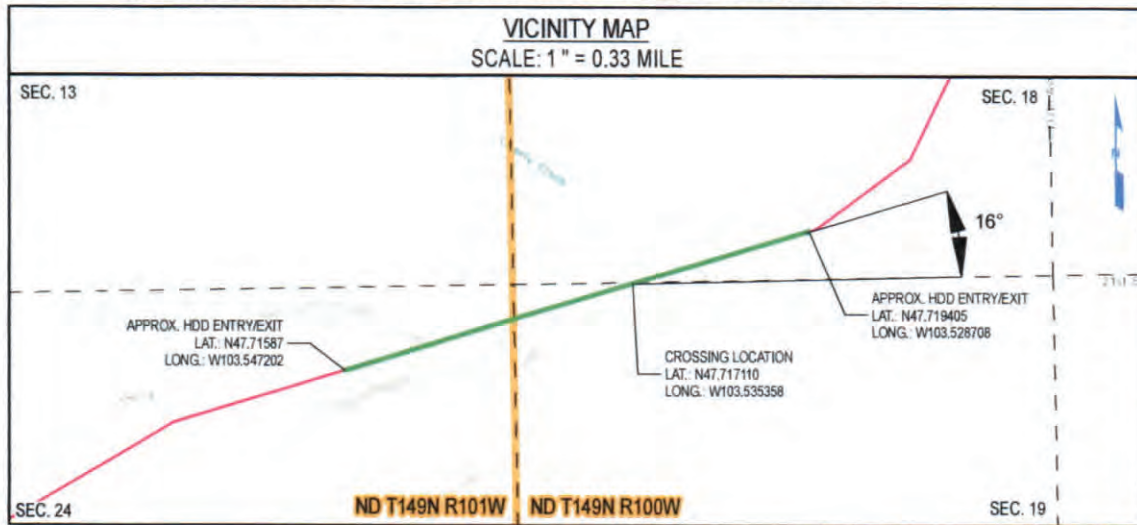 VICINITY MAP
SCALE: 1 " = 0.33 MILE
SEC. 13
SEC. 18
16°
APPROX. HDD ENTRY/EXIT
LAT.: N47.71587
LONG.: W103.547202
CROSSING LOCATION
LAT.: N47.717110
LONG.: W103.535358
APPROX. HDD ENTRY/EXIT
LAT.: N47.719405
LONG.: W103.528708
SEC. 24
ND T149N R101W
ND T149N R100W
SEC. 19